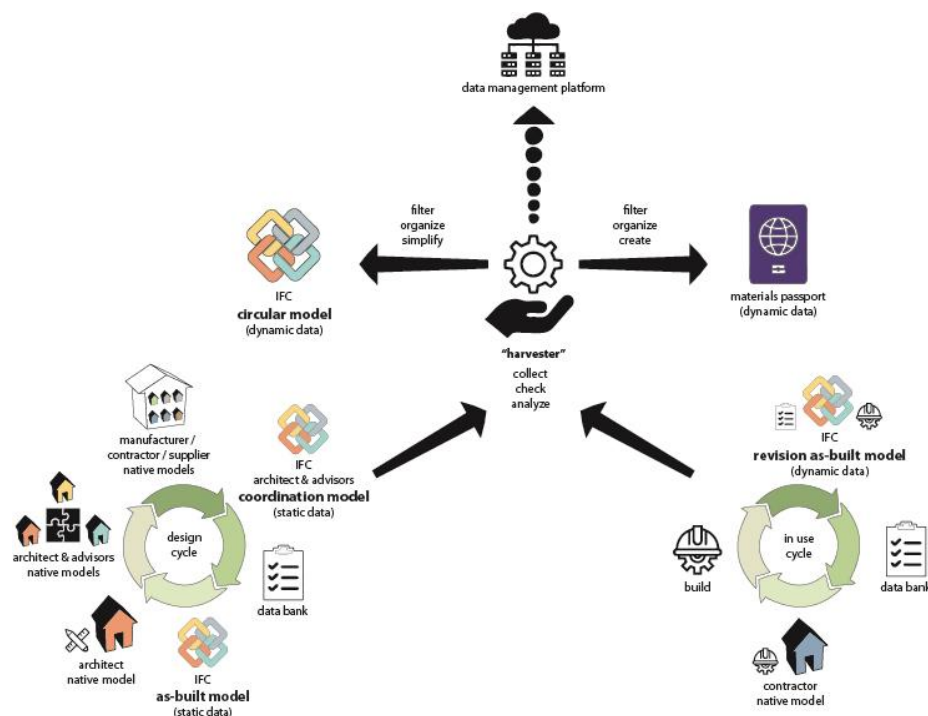 data management platform
filter
organize
simplify
filter
organize
create
IFC
circular model
(dynamic data)
materials passport
(dynamic data)
"harvester"
collect
check
analyze
manufacturer /
contractor / supplier
native models
IFC
architect & advisors
coordination model
(static data)
architect & advisors
native models
design
cycle
data bank
architect
native model
IFC
as-built model
(static data)
IFC
revision as-built model
(dynamic data)
build
in use
cycle
data bank
contractor
native model